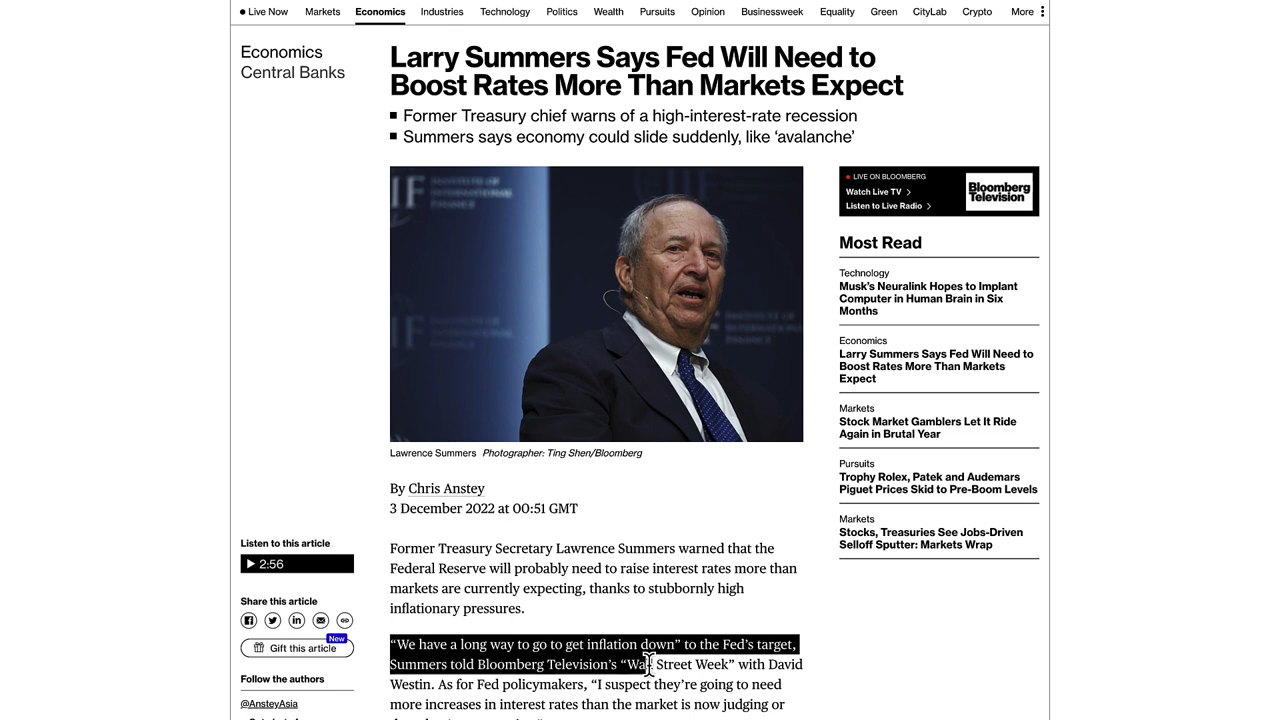 Live Now Markets Economics Industries Technology Politics Wealth Pursuits Opinion Businessweek Equality Green CityLab Crypto More
Economics
Central Banks
Larry Summers Says Fed Will Need to
Boost Rates More Than Markets Expect
Former Treasury chief warns of a high-interest-rate recession
Summers says economy could slide suddenly, like ‘avalanche’
INSTITUTE OF
INTERNATIONAL
FINANCE
Lawrence Summers Photographer: Ting Shen/Bloomberg
By Chris Anstey
3 December 2022 at 00:51 GMT
Listen to this article
2:56
Share this article
New
Gift this article
Follow the authors
@AnsteyAsia
Former Treasury Secretary Lawrence Summers warned that the
Federal Reserve will probably need to raise interest rates more than
markets are currently expecting, thanks to stubbornly high
inflationary pressures.
“We have a long way to go to get inflation down” to the Fed’s target,
Summers told Bloomberg Television’s “Wall Street Week” with David
Westin. As for Fed policymakers, “I suspect they’re going to need
more increases in interest rates than the market is now judging or
LIVE ON BLOOMBERG
Watch Live TV
Listen to Live Radio
Bloomberg
Television
Most Read
Technology
Musk’s Neuralink Hopes to Implant
Computer in Human Brain in Six
Months
Economics
Larry Summers Says Fed Will Need to
Boost Rates More Than Markets
Expect
Markets
Stock Market Gamblers Let It Ride
Again in Brutal Year
Pursuits
Trophy Rolex, Patek and Audemars
Piguet Prices Skid to Pre-Boom Levels
Markets
Stocks, Treasuries See Jobs-Driven
Selloff Sputter: Markets Wrap